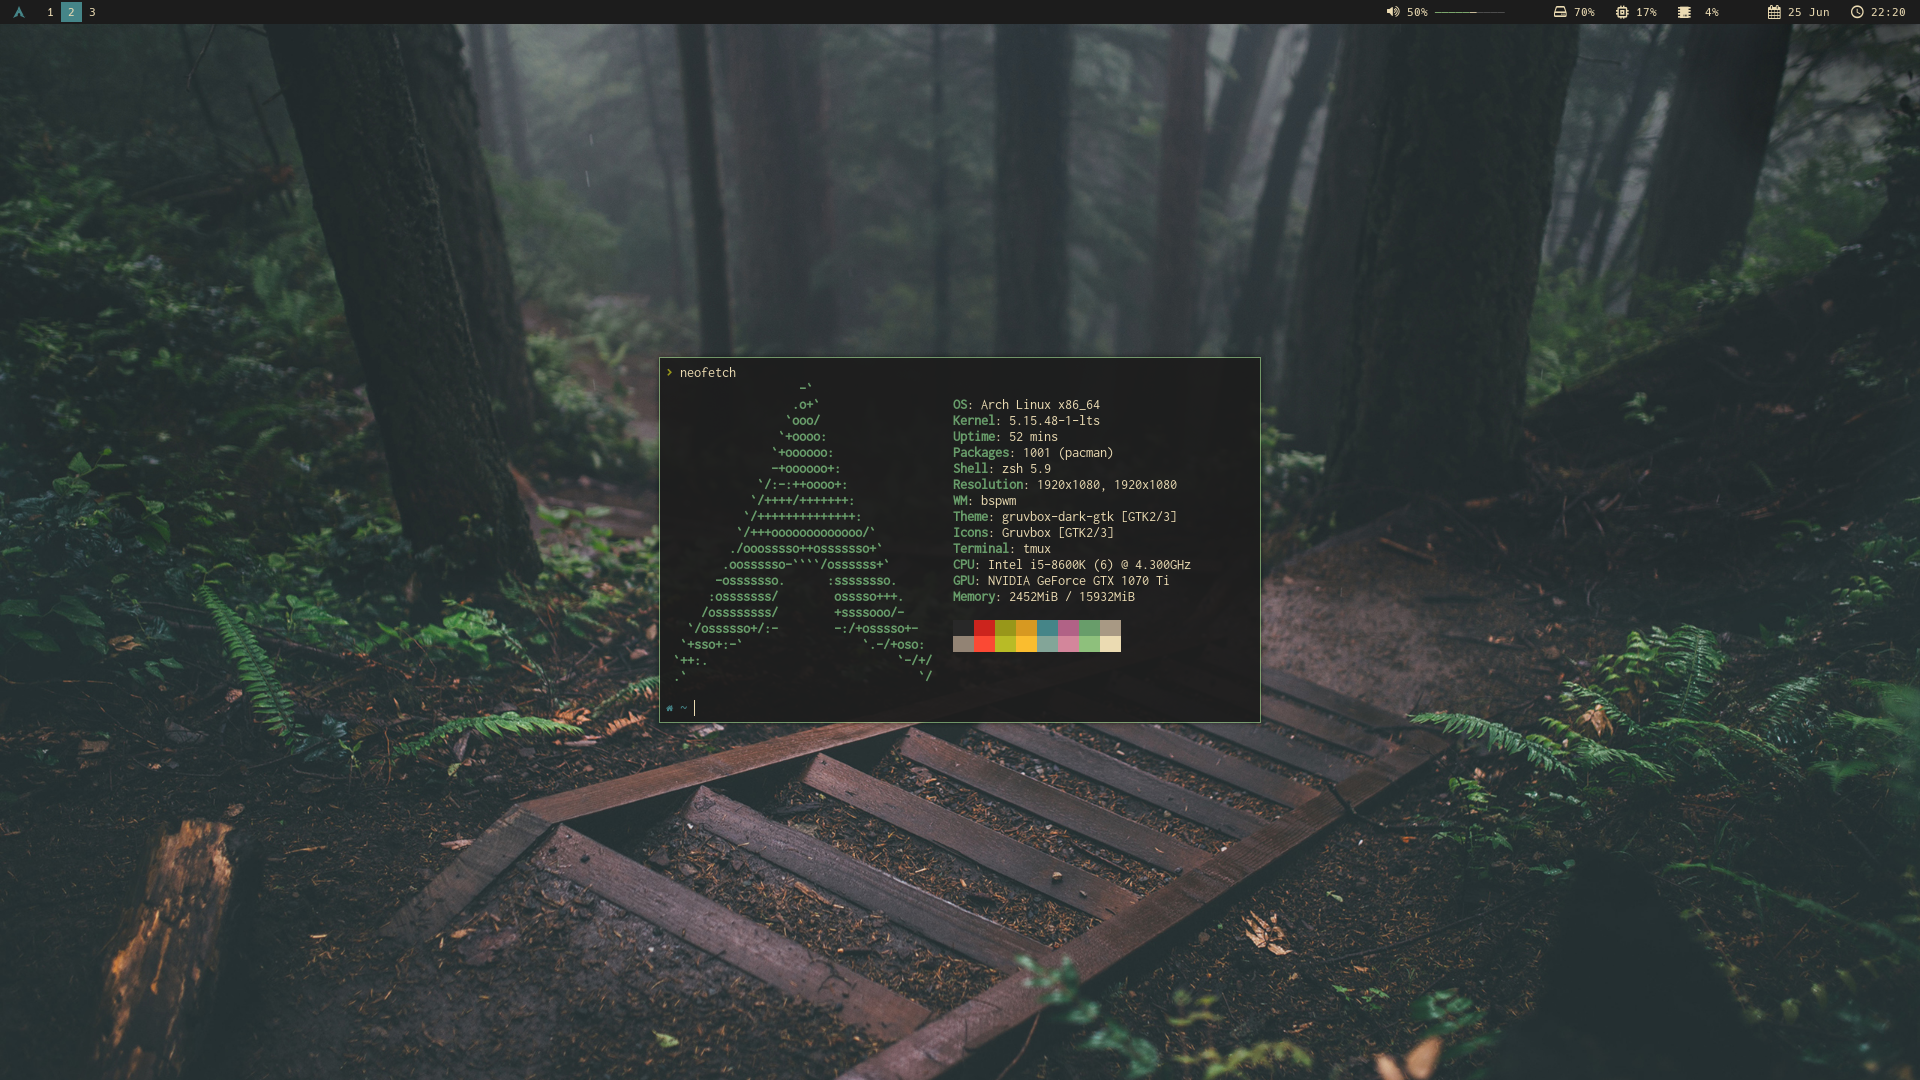 1 2 3 50% 70% 17% 4% 25 Jun 22:20
› neofetch
-`
.o+`
`ooo/
`+oooo:
`+oooooo:
-+oooooo+:
`/:-:++oooo+:
`/++++/+++++++:
`/++++++++++++++:
`/+++ooooooooooooo/`
./ooosssso++osssssso+`
.oossssso-````/ossssss+`
-osssssso. :ssssssso.
:osssssss/ osssso+++.
/ossssssss/ +ssssooo/-
`/ossssso+/:- -:/+osssso+-
`+sso+:-` `.-/+oso:
`++:. `-/+/
.` `/
OS: Arch Linux x86_64
Kernel: 5.15.48-1-lts
Uptime: 52 mins
Packages: 1001 (pacman)
Shell: zsh 5.9
Resolution: 1920x1080, 1920x1080
WM: bspwm
Theme: gruvbox-dark-gtk [GTK2/3]
Icons: Gruvbox [GTK2/3]
Terminal: tmux
CPU: Intel i5-8600K (6) @ 4.300GHz
GPU: NVIDIA GeForce GTX 1070 Ti
Memory: 2452MiB / 15932MiB
~